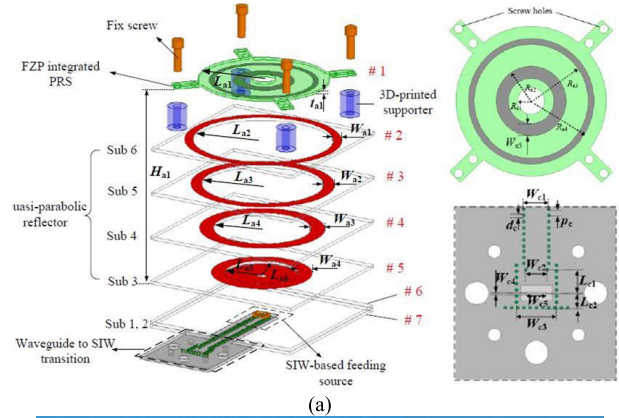 Fix screw
FZP integrated
PRS
La1
# 1
ta1
3D-printed
supporter
Wa1
# 2
La2
Sub 6
Ha1
La3
Wa2
# 3
Sub 5
uasi-parabolic
reflector
La4
Wa3
# 4
Sub 4
La5
Wa4
# 5
Sub 3
# 6
# 7
Sub 1, 2
Waveguide to SIW
transition
SIW-based feeding
source
Screw holes
Ra2
Ra3
Ra1
Ra4
Wa5
Wc1
dc
Pc
Wc2
Wc4
Lc1
Lc2
Wc3
(a)